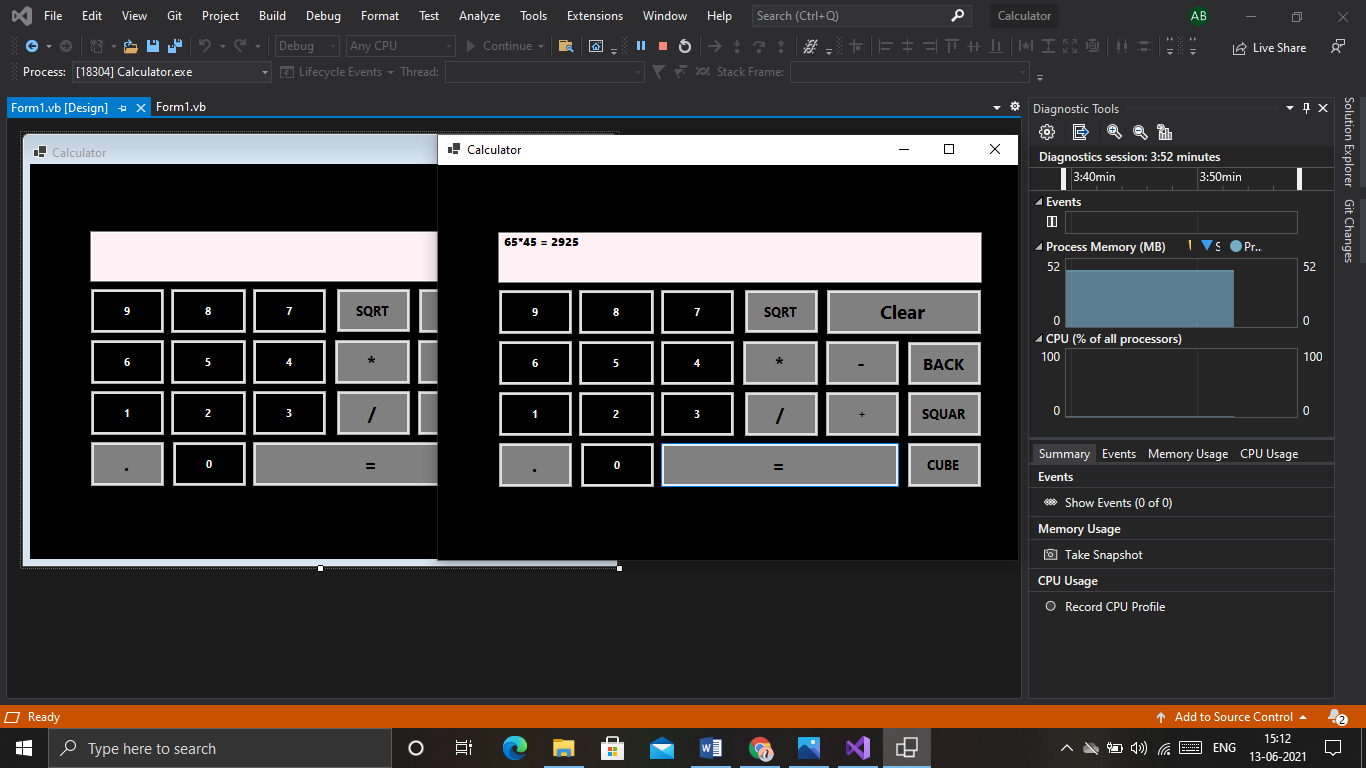 File Edit View Git Project Build Debug Format Test Analyze Tools Extensions Window Help Search (Ctrl+Q) Calculator AB
Debug Any CPU Continue Live Share
Process: [18304] Calculator.exe Lifecycle Events Thread: Stack Frame:
Form1.vb [Design] Form1.vb
Calculator
9 8 7 SQRT
6 5 4 *
1 2 3 /
. 0 =
Calculator
65*45 = 2925
9 8 7 SQRT Clear
6 5 4 * - BACK
1 2 3 / + SQUAR
. 0 = CUBE
Diagnostic Tools
Diagnostics session: 3:52 minutes
3:40min 3:50min
Events
Process Memory (MB) S Pr...
52 52
0 0
CPU (% of all processors)
100 100
0 0
Summary Events Memory Usage CPU Usage
Events
Show Events (0 of 0)
Memory Usage
Take Snapshot
CPU Usage
Record CPU Profile
Solution Explorer
Git Changes
Ready Add to Source Control 2
Type here to search ENG 15:12
13-06-2021